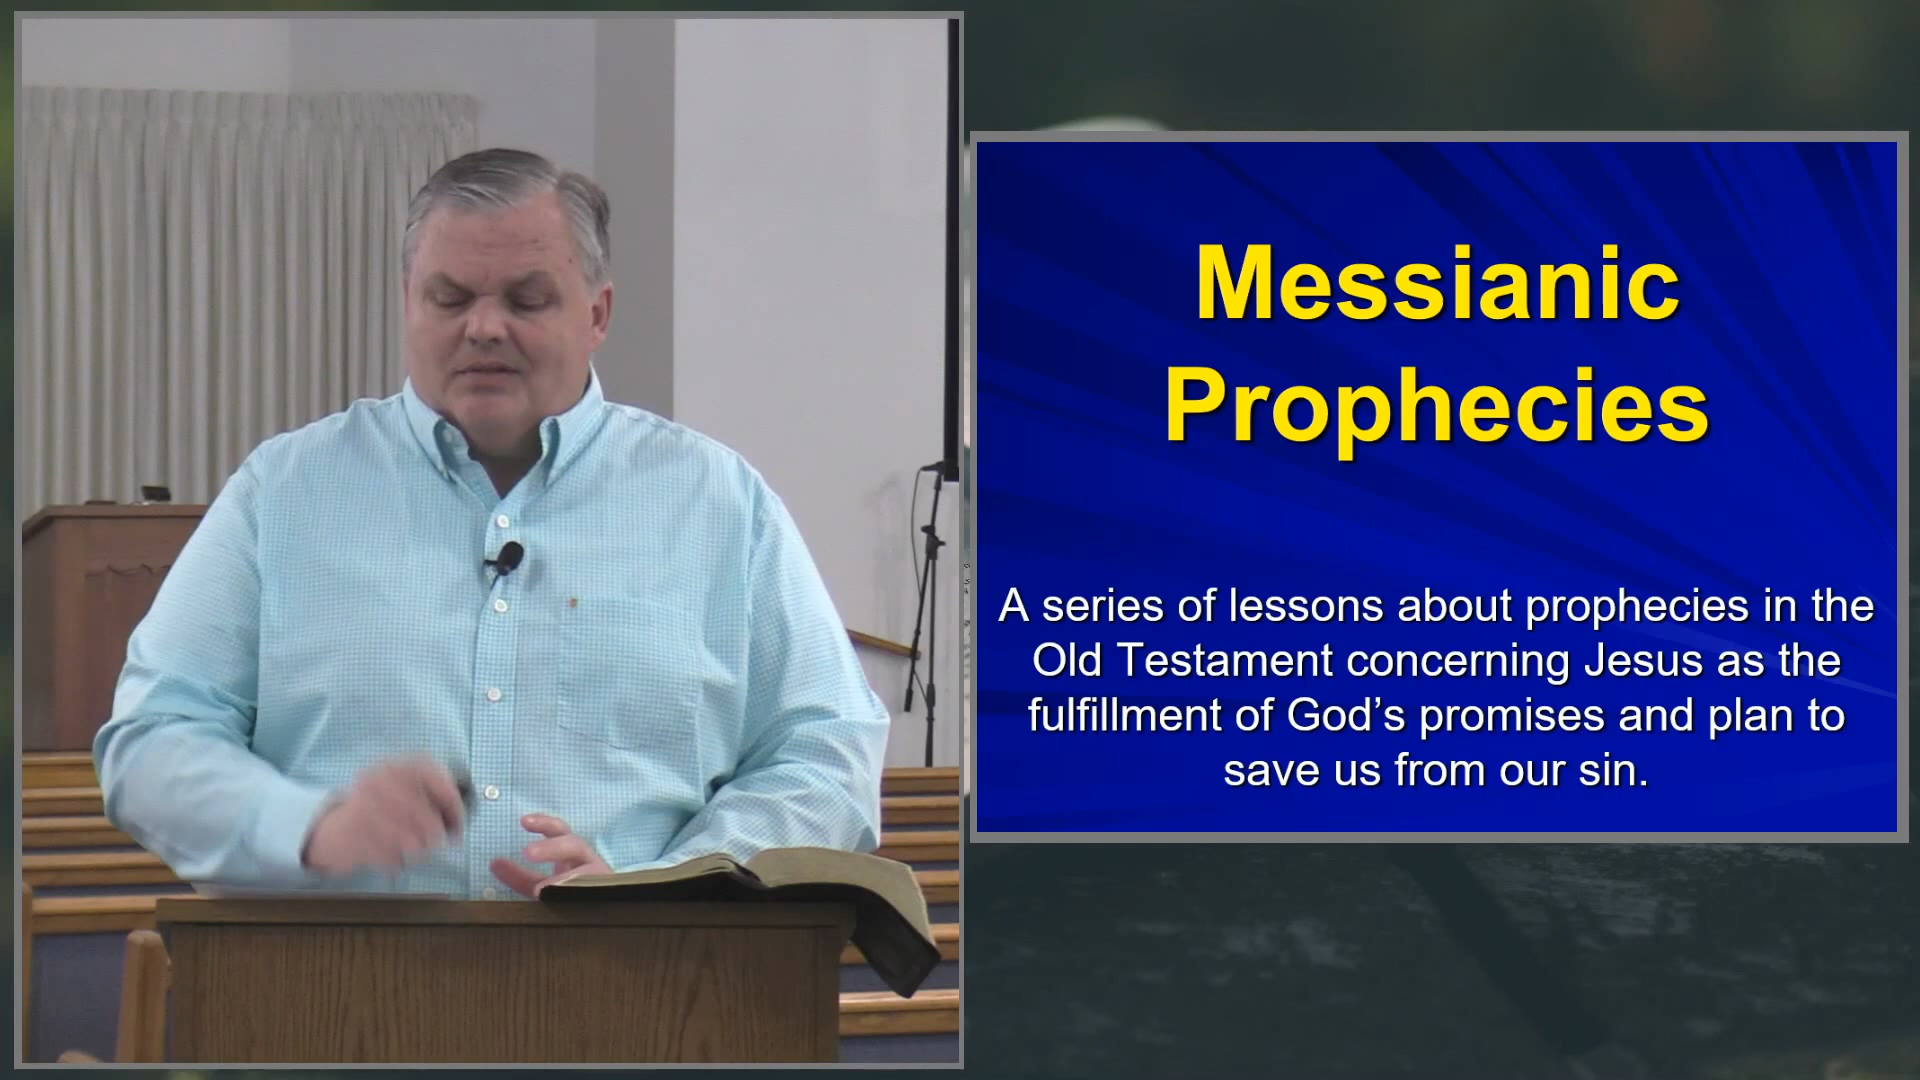 Messianic
Prophecies
A series of lessons about prophecies in the
Old Testament concerning Jesus as the
fulfillment of God’s promises and plan to
save us from our sin.